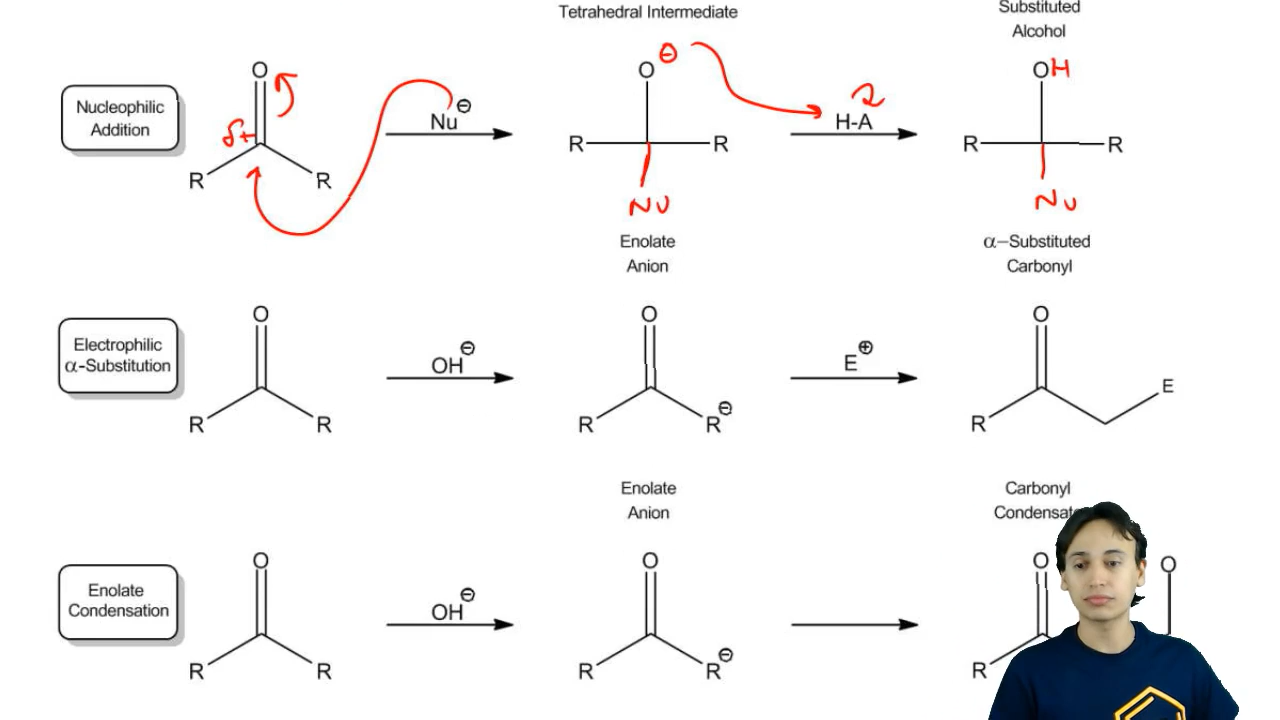 Tetrahedral Intermediate
Substituted
Alcohol
Nucleophilic
Addition
O
δ+
R
R
Nu⊖
O⊖
R
R
NU
H-A
OH
R
R
NU
Enolate
Anion
α−Substituted
Carbonyl
Electrophilic
α-Substitution
O
R
R
OH⊖
O
R
R⊖
E⊕
O
R
E
Enolate
Anion
Carbonyl
Enolate
Condensation
O
R
R
OH⊖
O
R
R⊖
O
R
O